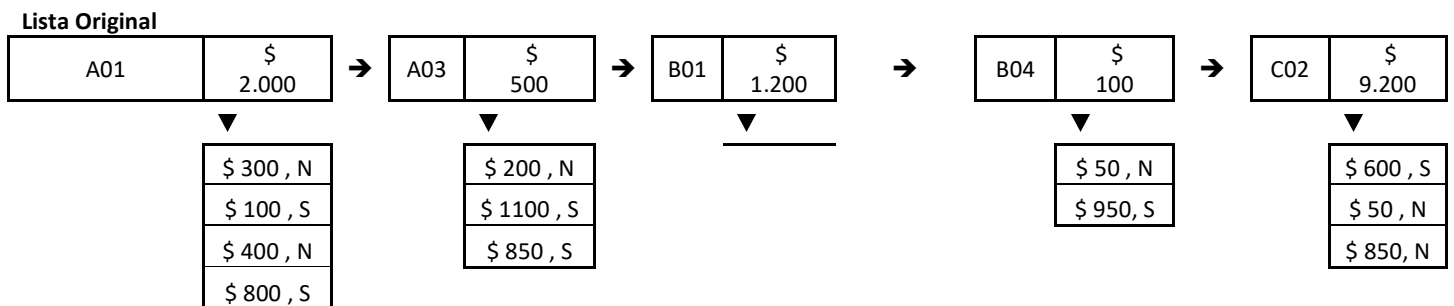 Lista Original
A01 $ 2.000 → A03 $ 500 → B01 $ 1.200 → B04 $ 100 → C02 $ 9.200
$ 300 , N $ 200 , N $ 50 , N $ 600 , S
$ 100 , S $ 1100 , S $ 950, S $ 50 , N
$ 400 , N $ 850 , S $ 850, N
$ 800 , S